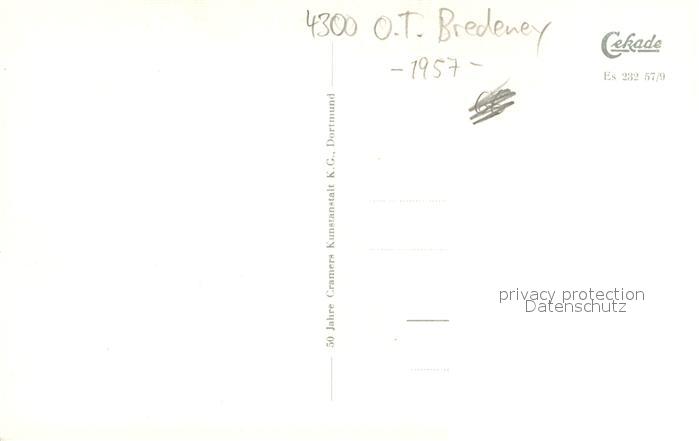 4300 O.T. Bredeney
- 1957 -
Cekade
Es 232 57/9
50 Jahre Cramers Kunstanstalt K.G., Dortmund
privacy protection
Datenschutz